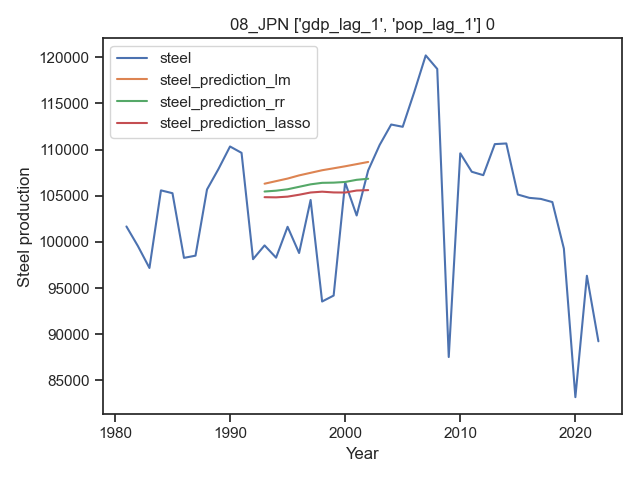 08_JPN ['gdp_lag_1', 'pop_lag_1'] 0
steel
steel_prediction_lm
steel_prediction_rr
steel_prediction_lasso
Steel production
120000
115000
110000
105000
100000
95000
90000
85000
1980
1990
2000
2010
2020
Year